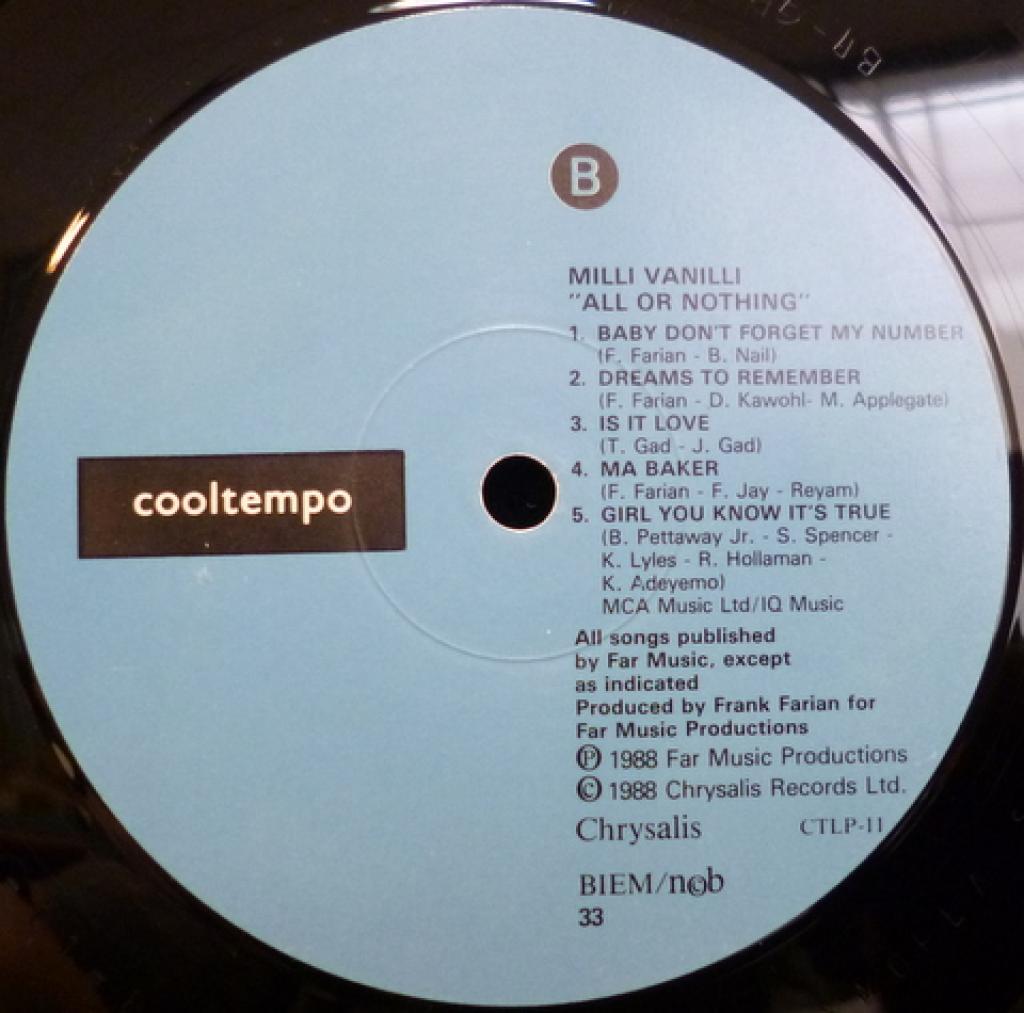 B
MILLI VANILLI
"ALL OR NOTHING"
1. BABY DON'T FORGET MY NUMBER
(F. Farian - B. Nail)
2. DREAMS TO REMEMBER
(F. Farian - D. Kawohl- M. Applegate)
3. IS IT LOVE
(T. Gad - J. Gad)
4. MA BAKER
(F. Farian - F. Jay - Reyam)
5. GIRL YOU KNOW IT'S TRUE
(B. Pettaway Jr. - S. Spencer -
K. Lyles - R. Hollaman -
K. Adeyemo)
MCA Music Ltd/IQ Music
cooltempo
All songs published
by Far Music, except
as indicated
Produced by Frank Farian for
Far Music Productions
Ⓟ 1988 Far Music Productions
© 1988 Chrysalis Records Ltd.
Chrysalis CTLP-11
BIEM/ncb
33